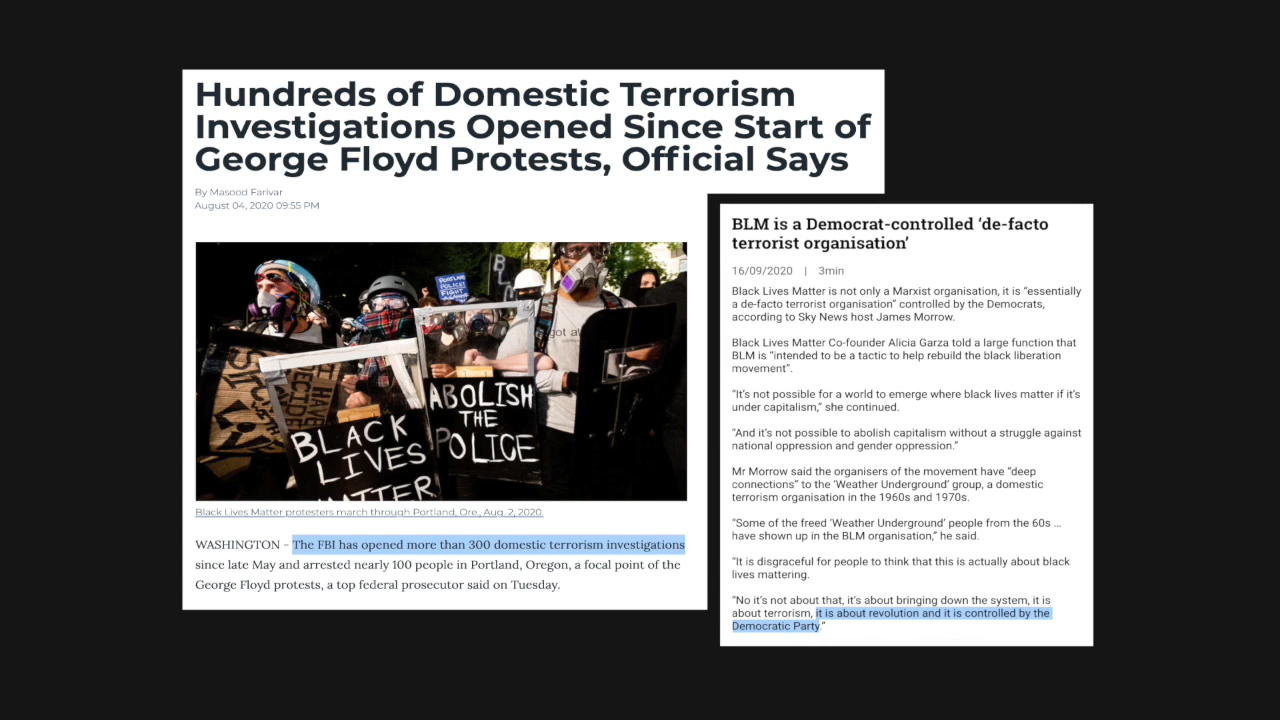 Hundreds of Domestic Terrorism
Investigations Opened Since Start of
George Floyd Protests, Official Says
By Masood Farivar
August 04, 2020 09:55 PM
PORTLAND
POLICE
FIGHT
AGAINST
BL
got a
BLACK
LIVES
MATTER
ABOLISH
THE
POLICE
Black Lives Matter protesters march through Portland, Ore., Aug. 2, 2020.
WASHINGTON – The FBI has opened more than 300 domestic terrorism investigations
since late May and arrested nearly 100 people in Portland, Oregon, a focal point of the
George Floyd protests, a top federal prosecutor said on Tuesday.
BLM is a Democrat-controlled ‘de-facto
terrorist organisation’
16/09/2020 | 3min
Black Lives Matter is not only a Marxist organisation, it is “essentially
a de-facto terrorist organisation” controlled by the Democrats,
according to Sky News host James Morrow.
Black Lives Matter Co-founder Alicia Garza told a large function that
BLM is “intended to be a tactic to help rebuild the black liberation
movement”.
“It’s not possible for a world to emerge where black lives matter if it’s
under capitalism,” she continued.
“And it’s not possible to abolish capitalism without a struggle against
national oppression and gender oppression.”
Mr Morrow said the organisers of the movement have “deep
connections” to the ‘Weather Underground’ group, a domestic
terrorism organisation in the 1960s and 1970s.
“Some of the freed ‘Weather Underground’ people from the 60s ...
have shown up in the BLM organisation,” he said.
“It is disgraceful for people to think that this is actually about black
lives mattering.
“No it’s not about that, it’s about bringing down the system, it is
about terrorism, it is about revolution and it is controlled by the
Democratic Party.”